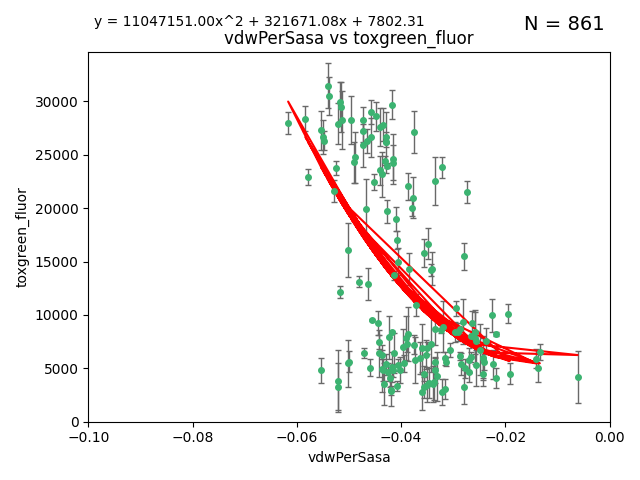 y = 11047151.00x^2 + 321671.08x + 7802.31
N = 861
vdwPerSasa vs toxgreen_fluor
30000
25000
20000
15000
10000
5000
0
toxgreen_fluor
−0.10 −0.08 −0.06 −0.04 −0.02 0.00
vdwPerSasa